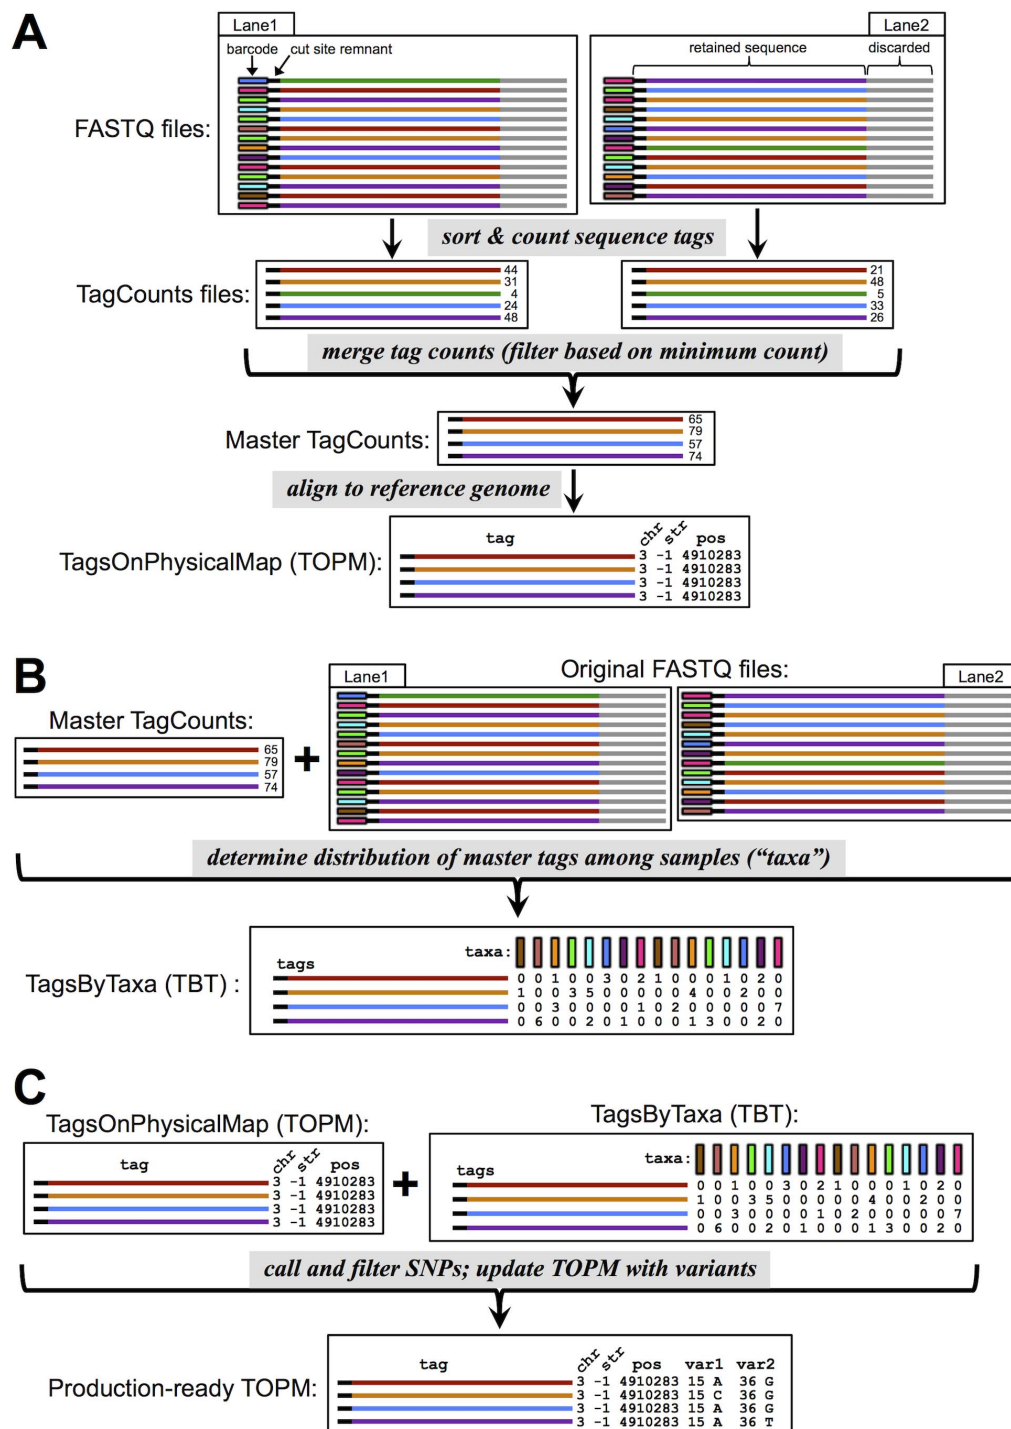 A
Lane1
Lane2
barcode
cut site remnant
retained sequence
discarded
FASTQ files:
sort & count sequence tags
TagCounts files:
44
31
4
24
48
21
48
5
33
26
merge tag counts (filter based on minimum count)
Master TagCounts:
65
79
57
74
align to reference genome
TagsOnPhysicalMap (TOPM):
tag chr str pos
3 -1 4910283
3 -1 4910283
3 -1 4910283
3 -1 4910283
B
Lane1
Original FASTQ files:
Lane2
Master TagCounts:
65
79
57
74
+
determine distribution of master tags among samples (“taxa”)
TagsByTaxa (TBT) :
taxa:
tags
0 0 1 0 0 3 0 2 1 0 0 0 1 0 2 0
1 0 0 3 5 0 0 0 0 0 4 0 0 2 0 0
0 0 3 0 0 0 0 1 0 2 0 0 0 0 0 7
0 6 0 0 2 0 1 0 0 0 1 3 0 0 2 0
C
TagsOnPhysicalMap (TOPM):
TagsByTaxa (TBT):
tag chr str pos
3 -1 4910283
3 -1 4910283
3 -1 4910283
3 -1 4910283
+
taxa:
tags
0 0 1 0 0 3 0 2 1 0 0 0 1 0 2 0
1 0 0 3 5 0 0 0 0 0 4 0 0 2 0 0
0 0 3 0 0 0 0 1 0 2 0 0 0 0 0 7
0 6 0 0 2 0 1 0 0 0 1 3 0 0 2 0
call and filter SNPs; update TOPM with variants
Production-ready TOPM:
tag chr str pos var1 var2
3 -1 4910283 15 A 36 G
3 -1 4910283 15 C 36 G
3 -1 4910283 15 A 36 G
3 -1 4910283 15 A 36 T